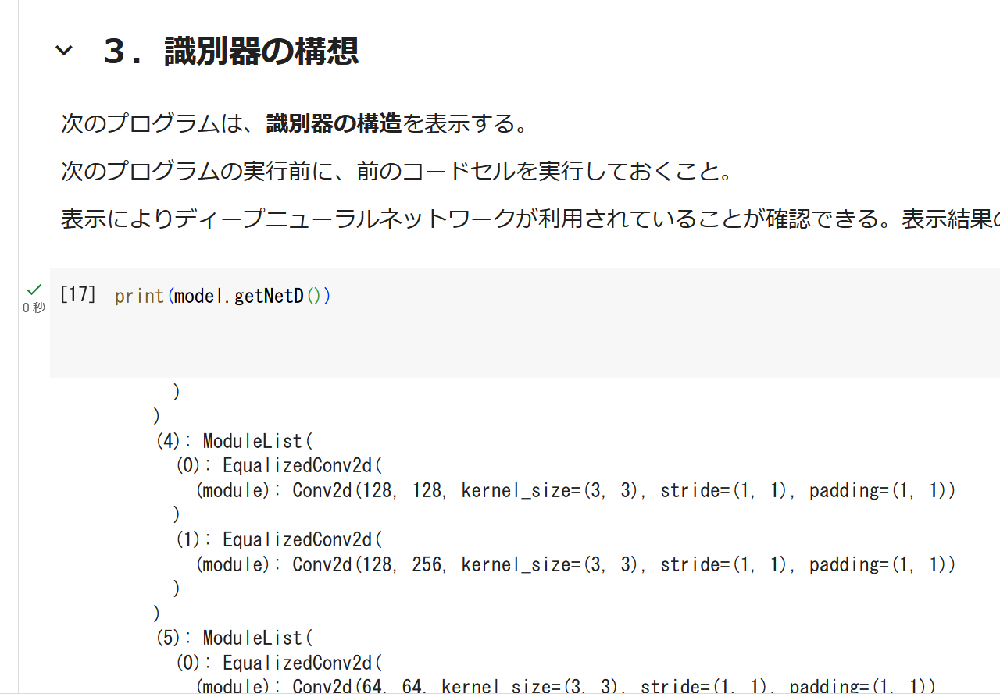 3．識別器の構想
次のプログラムは、識別器の構造を表示する。
次のプログラムの実行前に、前のコードセルを実行しておくこと。
表示によりディープニューラルネットワークが利用されていることが確認できる。表示結果の
[17] print(model.getNetD())
0 秒
)
)
(4): ModuleList(
(0): EqualizedConv2d(
(module): Conv2d(128, 128, kernel_size=(3, 3), stride=(1, 1), padding=(1, 1))
)
(1): EqualizedConv2d(
(module): Conv2d(128, 256, kernel_size=(3, 3), stride=(1, 1), padding=(1, 1))
)
)
(5): ModuleList(
(0): EqualizedConv2d(
(module): Conv2d(64, 64, kernel_size=(3, 3), stride=(1, 1), padding=(1, 1))